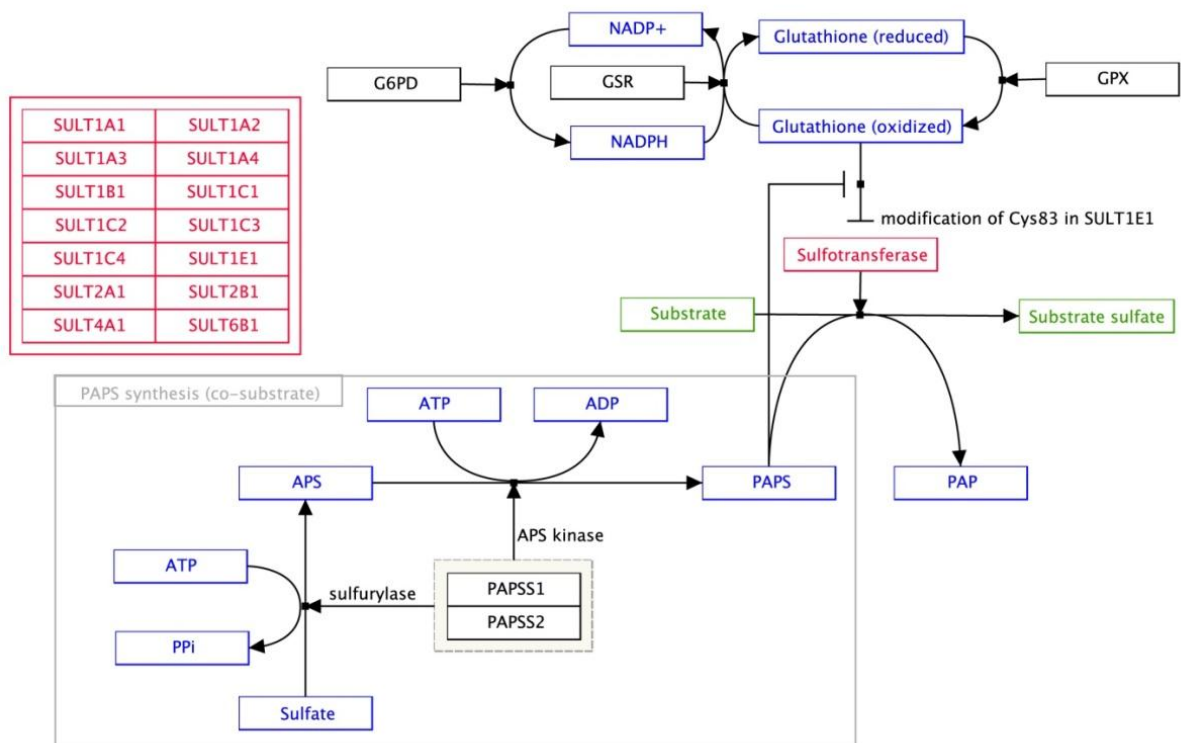 NADP+
Glutathione (reduced)
G6PD
GSR
GPX
NADPH
Glutathione (oxidized)
SULT1A1
SULT1A2
SULT1A3
SULT1A4
SULT1B1
SULT1C1
SULT1C2
SULT1C3
SULT1C4
SULT1E1
SULT2A1
SULT2B1
SULT4A1
SULT6B1
modification of Cys83 in SULT1E1
Sulfotransferase
Substrate
Substrate sulfate
PAPS synthesis (co-substrate)
ATP
ADP
APS
PAPS
PAP
APS kinase
ATP
PAPSS1
sulfurylase
PAPSS2
PPi
Sulfate